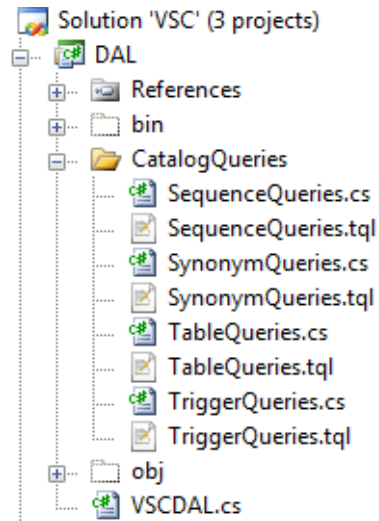 Solution 'VSC' (3 projects)
DAL
References
bin
CatalogQueries
SequenceQueries.cs
SequenceQueries.tql
SynonymQueries.cs
SynonymQueries.tql
TableQueries.cs
TableQueries.tql
TriggerQueries.cs
TriggerQueries.tql
obj
VSCDAL.cs